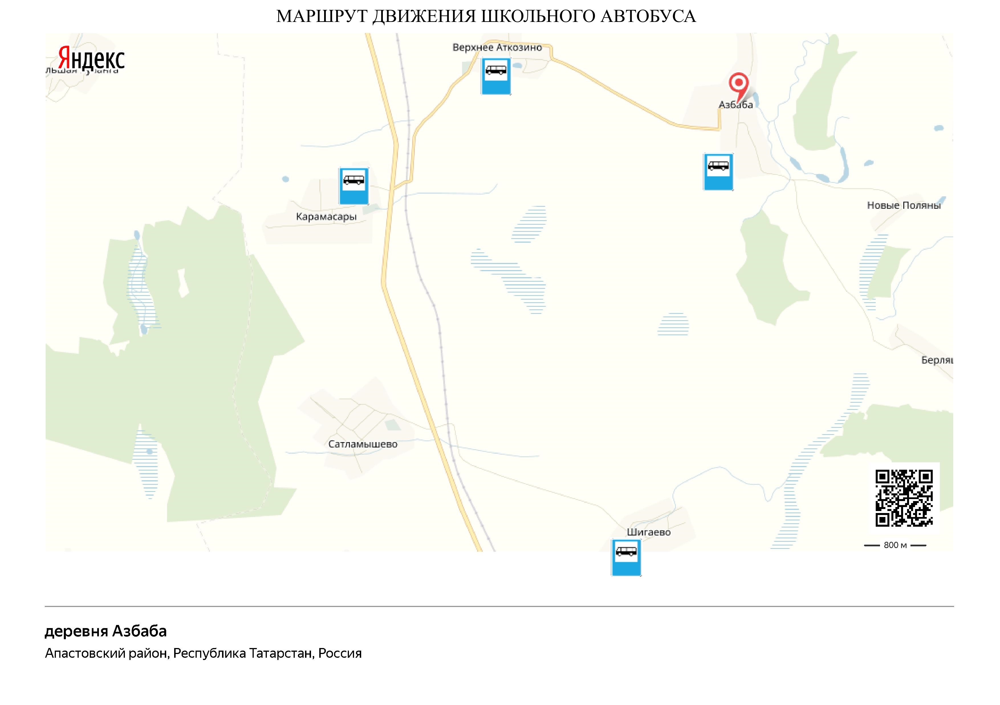 МАРШРУТ ДВИЖЕНИЯ ШКОЛЬНОГО АВТОБУСА
Яндекс
Верхнее Аткозино
Азбаба
Карамасары
Новые Поляны
Сатламышево
Шигаево
800 м
деревня Азбаба
Апастовский район, Республика Татарстан, Россия